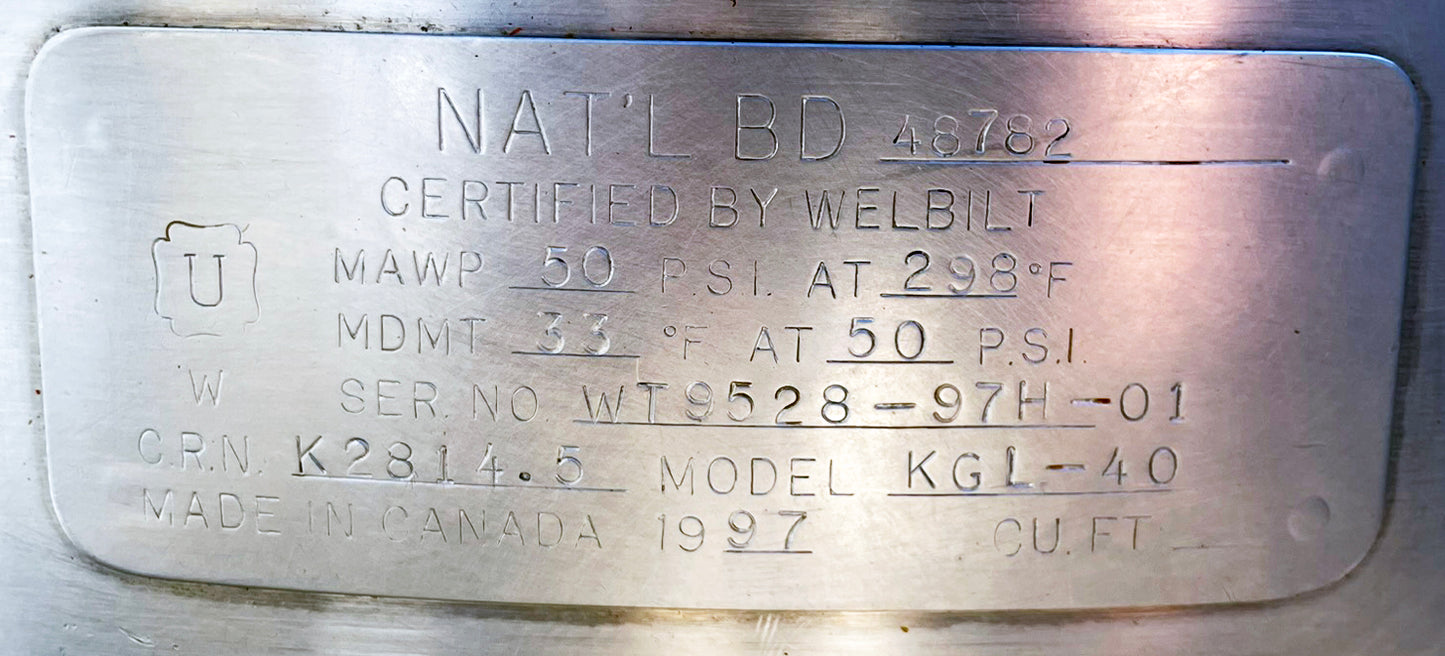 NAT'L BD 48782
CERTIFIED BY WELBILT
U
MAWP 50 P.S.I. AT 298°F
MDMT 33 °F AT 50 P.S.I.
W
SER. NO. WT9528-97H-01
C.R.N. K2814.5 MODEL KGL-40
MADE IN CANADA 1997 CU. FT